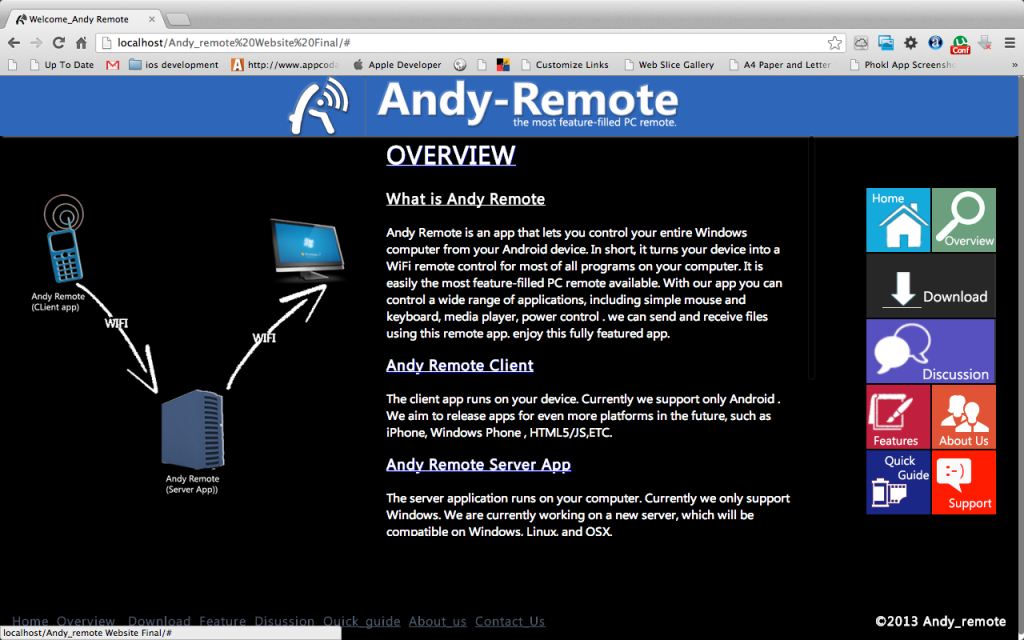 Welcome_Andy Remote
localhost/Andy_remote%20Website%20Final/#
Conf
Up To Date
ios development
http://www.appcoda
Apple Developer
Customize Links
Web Slice Gallery
A4 Paper and Letter
Phokl App Screensh
»
Andy-Remote
the most feature-filled PC remote.
OVERVIEW
What is Andy Remote
Andy Remote is an app that lets you control your entire Windows
computer from your Android device. In short, it turns your device into a
WiFi remote control for most of all programs on your computer. It is
easily the most feature-filled PC remote available. With our app you can
control a wide range of applications, including simple mouse and
keyboard, media player, power control . we can send and receive files
using this remote app. enjoy this fully featured app.
Andy Remote Client
The client app runs on your device. Currently we support only Android .
We aim to release apps for even more platforms in the future, such as
iPhone, Windows Phone , HTML5/JS,ETC.
Andy Remote Server App
The server application runs on your computer. Currently we only support
Windows. We are currently working on a new server, which will be
compatible on Windows, Linux, and OSX.
Andy Remote
(CLient app)
WIFI
WIFI
Andy Remote
(Server App))
Home
Overview
Download
Discussion
Features
About Us
Quick
Guide
:-)
Support
Home Overview Download Feature Disussion Quick_guide About_us Contact_Us
©2013 Andy_remote
localhost/Andy_remote Website Final/#